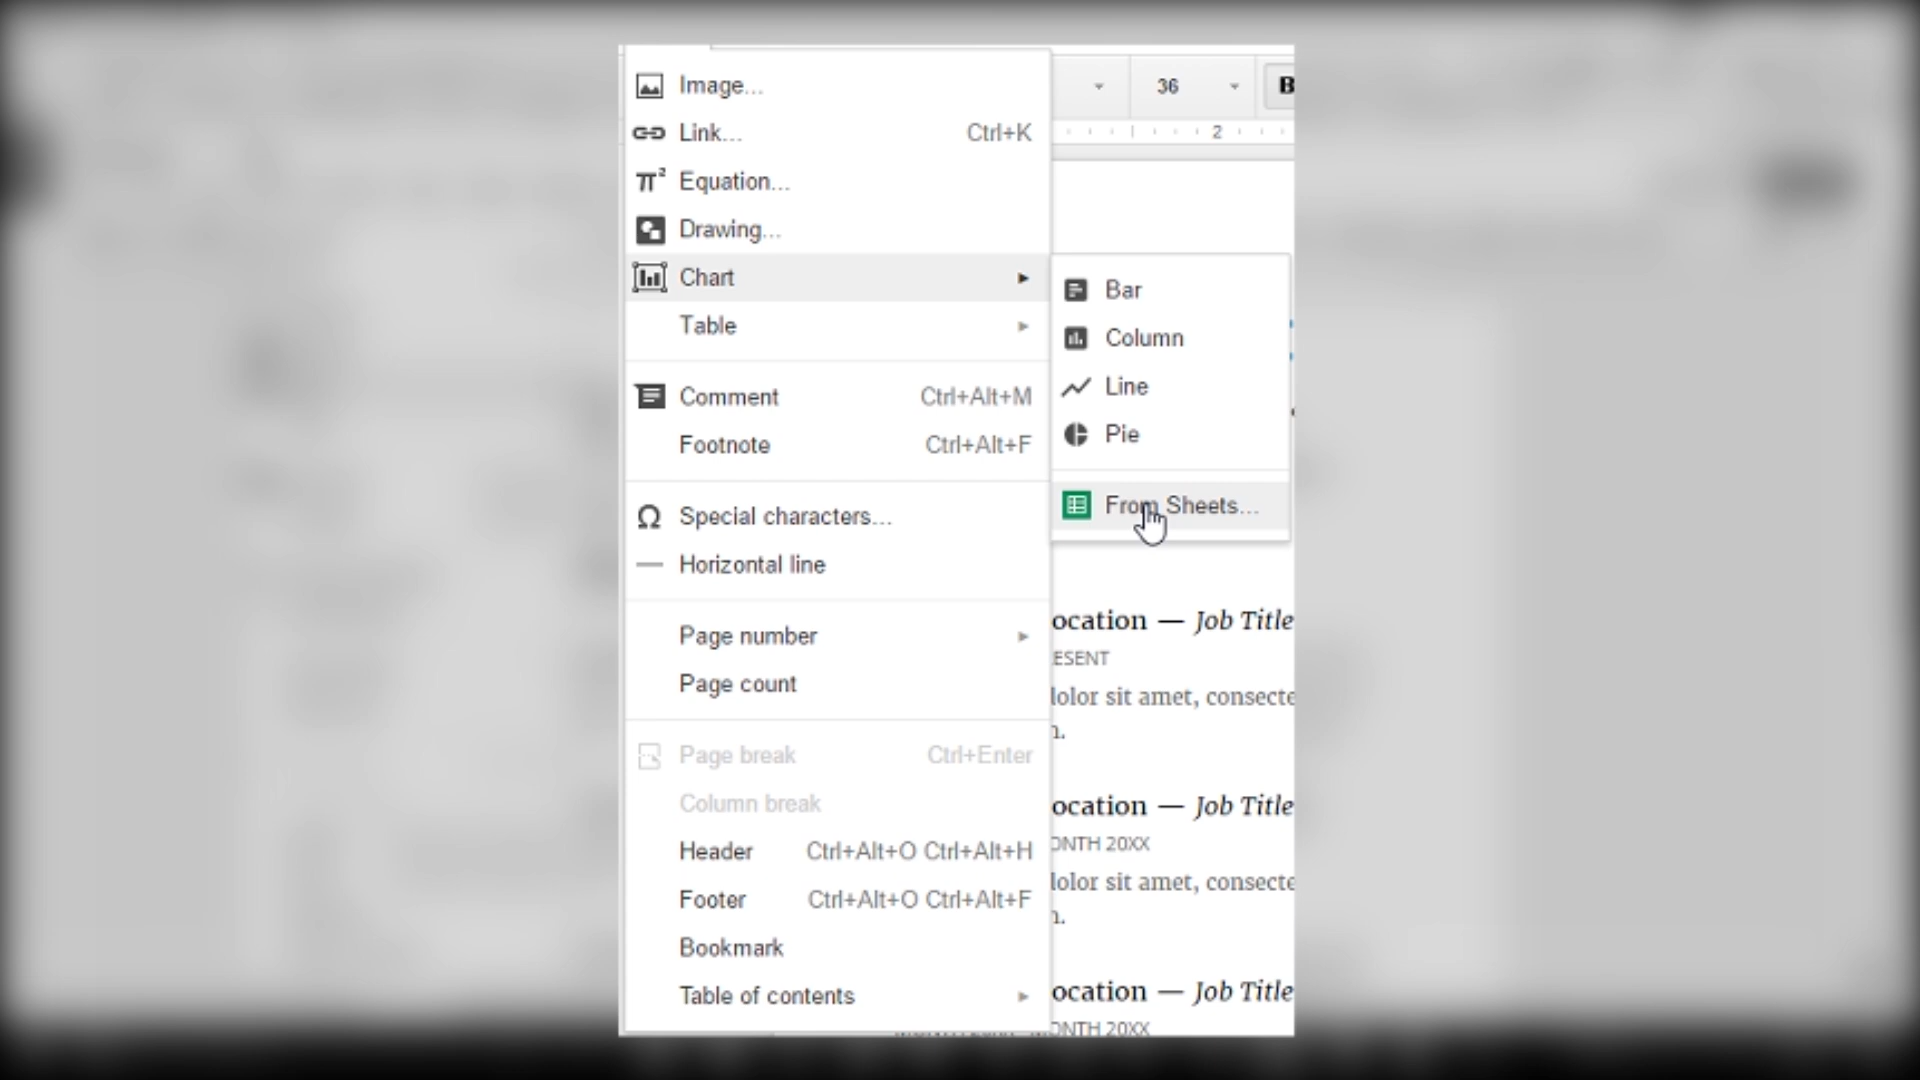 Image...
Link... Ctrl+K
Equation...
Drawing...
Chart
Table
Comment Ctrl+Alt+M
Footnote Ctrl+Alt+F
Special characters...
Horizontal line
Page number
Page count
Page break Ctrl+Enter
Column break
Header Ctrl+Alt+O Ctrl+Alt+H
Footer Ctrl+Alt+O Ctrl+Alt+F
Bookmark
Table of contents
36 B
2
Bar
Column
Line
Pie
From Sheets...
ocation — Job Title
ESENT
dolor sit amet, consecte
n.
ocation — Job Title
ONTH 20XX
dolor sit amet, consecte
n.
ocation — Job Title
MONTH 20XX